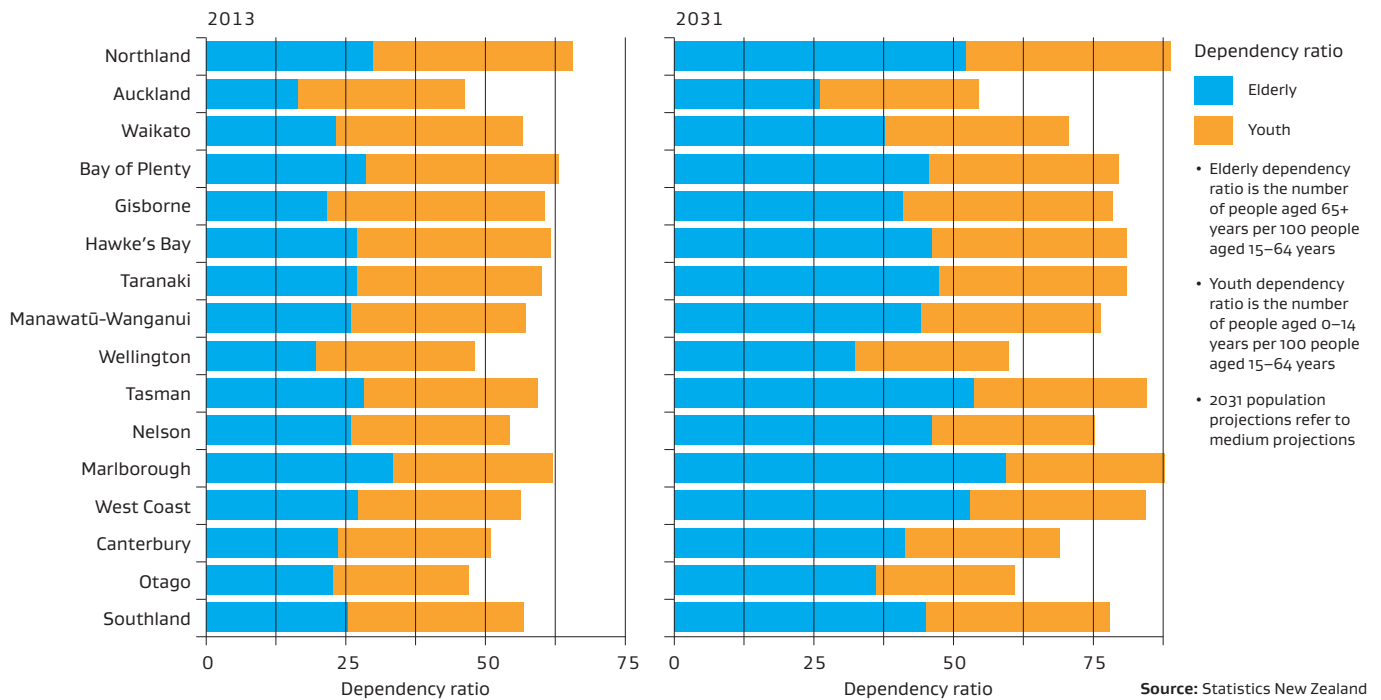 2013
2031
Northland
Auckland
Waikato
Bay of Plenty
Gisborne
Hawke’s Bay
Taranaki
Manawatū-Wanganui
Wellington
Tasman
Nelson
Marlborough
West Coast
Canterbury
Otago
Southland
0 25 50 75
Dependency ratio
0 25 50 75
Dependency ratio
Dependency ratio
Elderly
Youth
• Elderly dependency
ratio is the number
of people aged 65+
years per 100 people
aged 15–64 years
• Youth dependency
ratio is the number
of people aged 0–14
years per 100 people
aged 15–64 years
• 2031 population
projections refer to
medium projections
Source: Statistics New Zealand